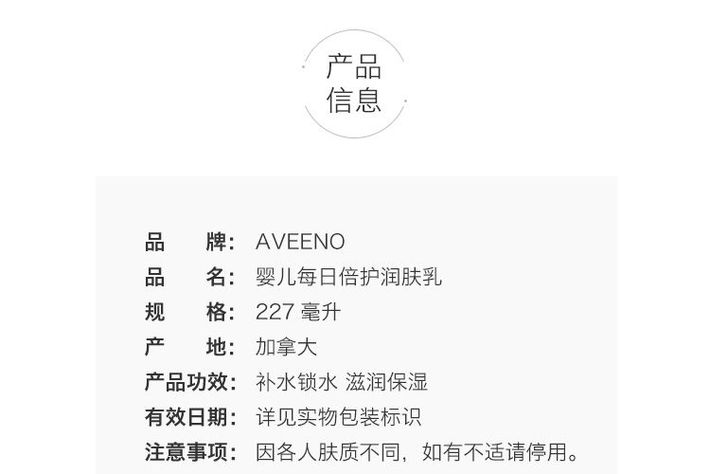 产品
信息
品 牌： AVEENO
品 名： 婴儿每日倍护润肤乳
规 格： 227 毫升
产 地： 加拿大
产品功效： 补水锁水 滋润保湿
有效日期： 详见实物包装标识
注意事项： 因各人肤质不同，如有不适请停用。